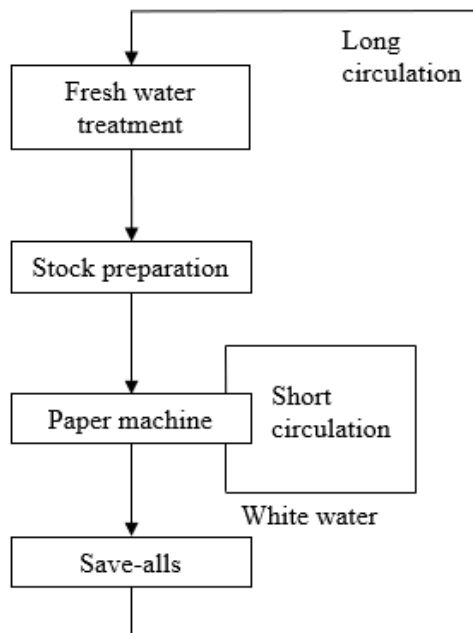 Long
circulation
Fresh water
treatment
Stock preparation
Paper machine
Short
circulation
White water
Save-alls